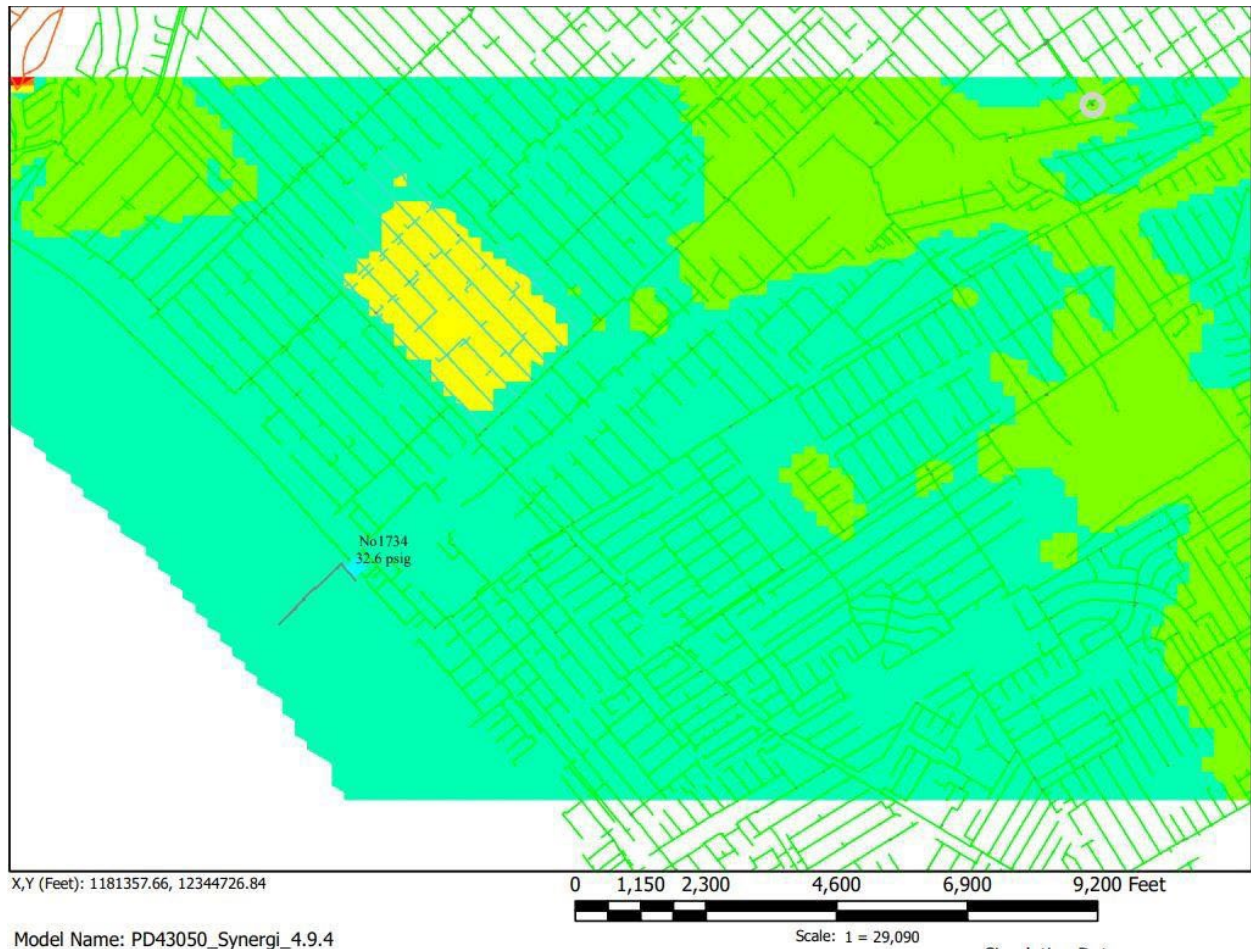 No1734
32.6 psig
X,Y (Feet): 1181357.66, 12344726.84
0 1,150 2,300 4,600 6,900 9,200 Feet
Scale: 1 = 29,090
Model Name: PD43050_Synergi_4.9.4